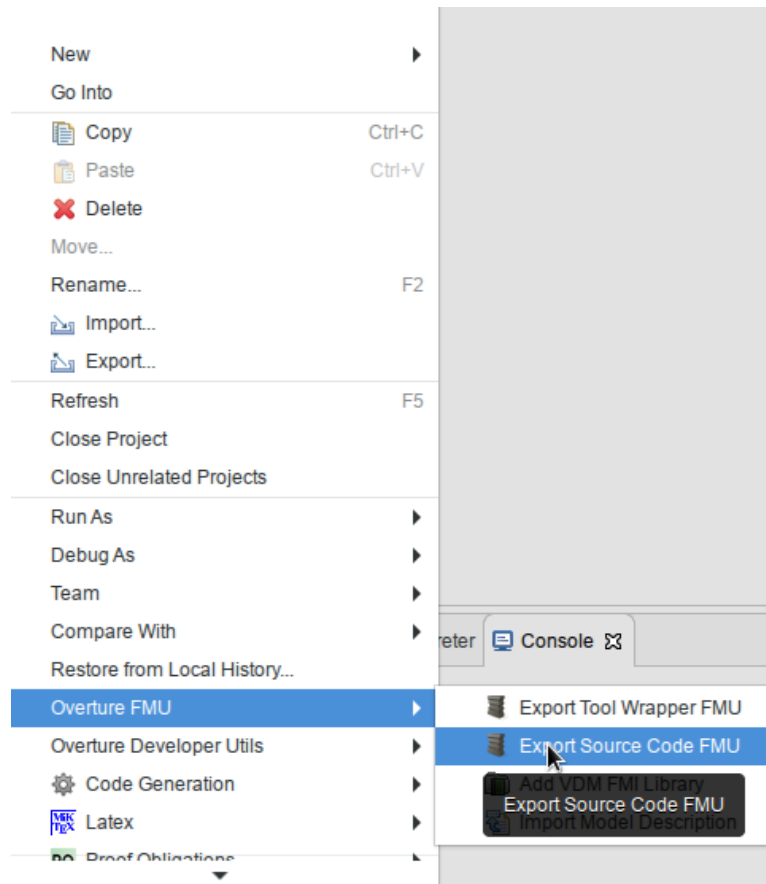 New
Go Into
Copy Ctrl+C
Paste Ctrl+V
Delete
Move...
Rename... F2
Import...
Export...
Refresh F5
Close Project
Close Unrelated Projects
Run As
Debug As
Team
Compare With
reter Console
Restore from Local History...
Overture FMU Export Tool Wrapper FMU
Overture Developer Utils Export Source Code FMU
Code Generation Add VDM FMI Library
Export Source Code FMU
Latex Import Model Description
Proof Obligations